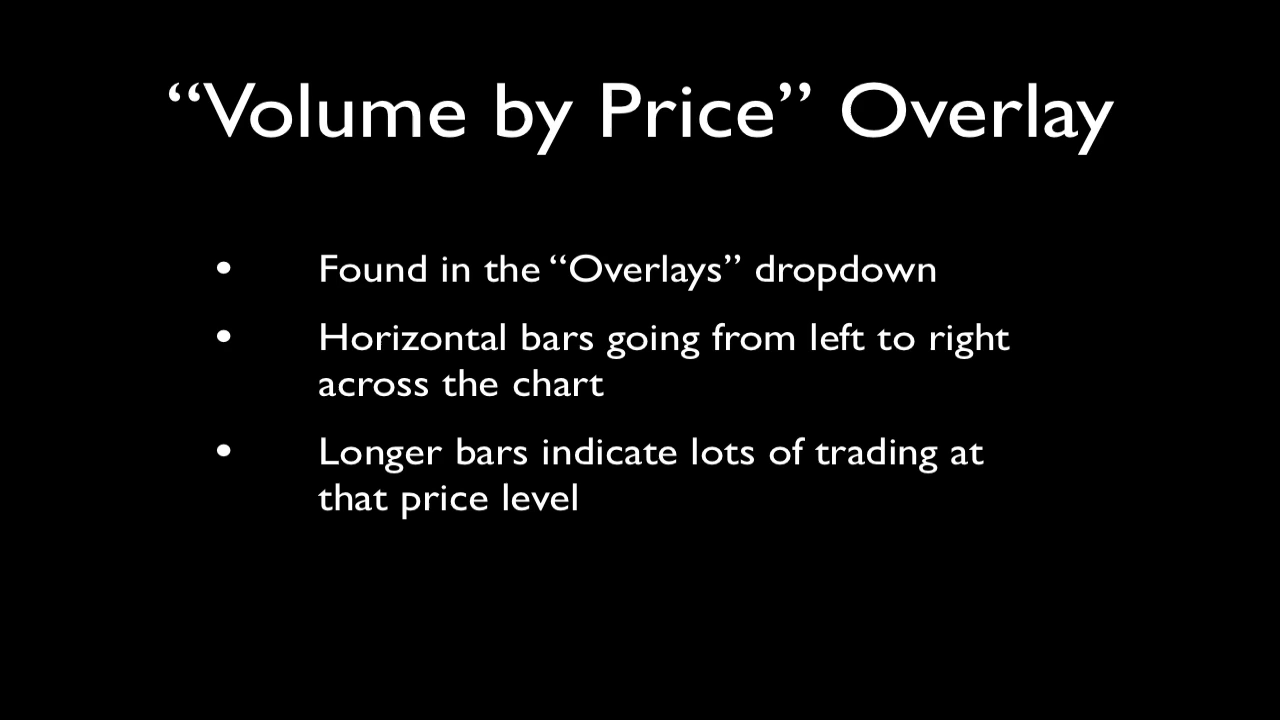 “Volume by Price” Overlay
• Found in the “Overlays” dropdown
• Horizontal bars going from left to right
across the chart
• Longer bars indicate lots of trading at
that price level